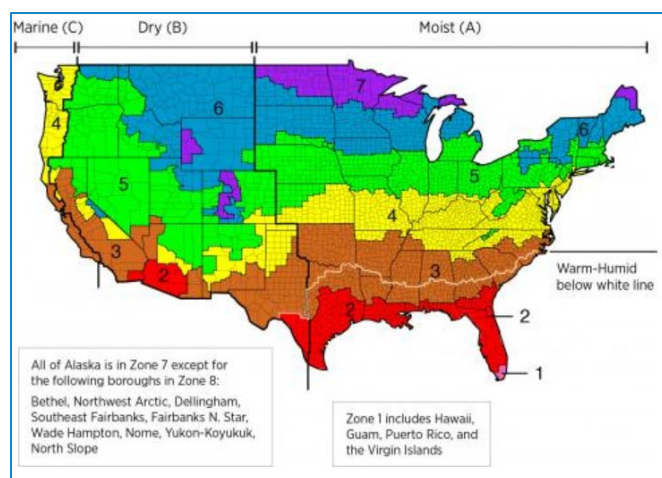 Marine (C)
Dry (B)
Moist (A)
7
6
6
4
5
5
4
3
3
2
Warm-Humid
below white line
2
2
1
All of Alaska is in Zone 7 except for
the following boroughs in Zone 8:
Bethel, Northwest Arctic, Dellingham,
Southeast Fairbanks, Fairbanks N. Star,
Wade Hampton, Nome, Yukon-Koyukuk,
North Slope
Zone 1 includes Hawaii,
Guam, Puerto Rico, and
the Virgin Islands